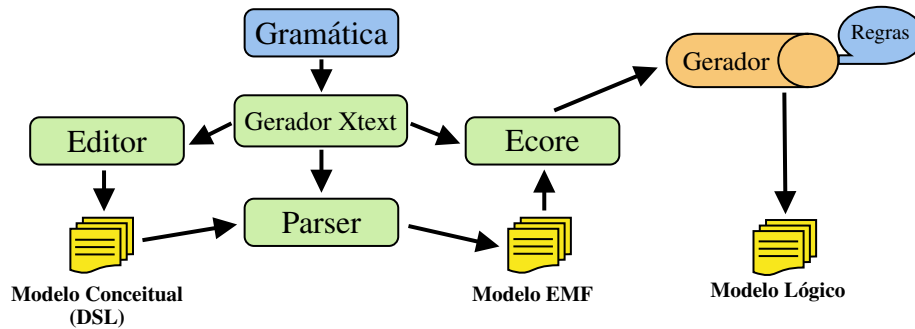 Gramática
Regras
Gerador
Gerador Xtext
Editor
Ecore
Parser
Modelo Conceitual
(DSL)
Modelo EMF
Modelo Lógico